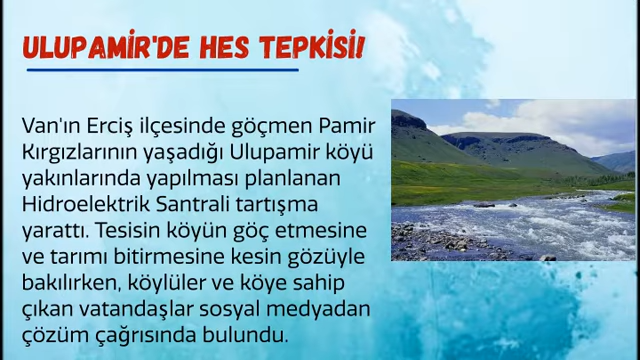 ULUPAMİR'DE HES TEPKİSİ!
Van'ın Erciş ilçesinde göçmen Pamir
Kırgızlarının yaşadığı Ulupamir köyü
yakınlarında yapılması planlanan
Hidroelektrik Santrali tartışma
yarattı. Tesisin köyün göç etmesine
ve tarımı bitirmesine kesin gözüyle
bakılırken, köylüler ve köye sahip
çıkan vatandaşlar sosyal medyadan
çözüm çağrısında bulundu.